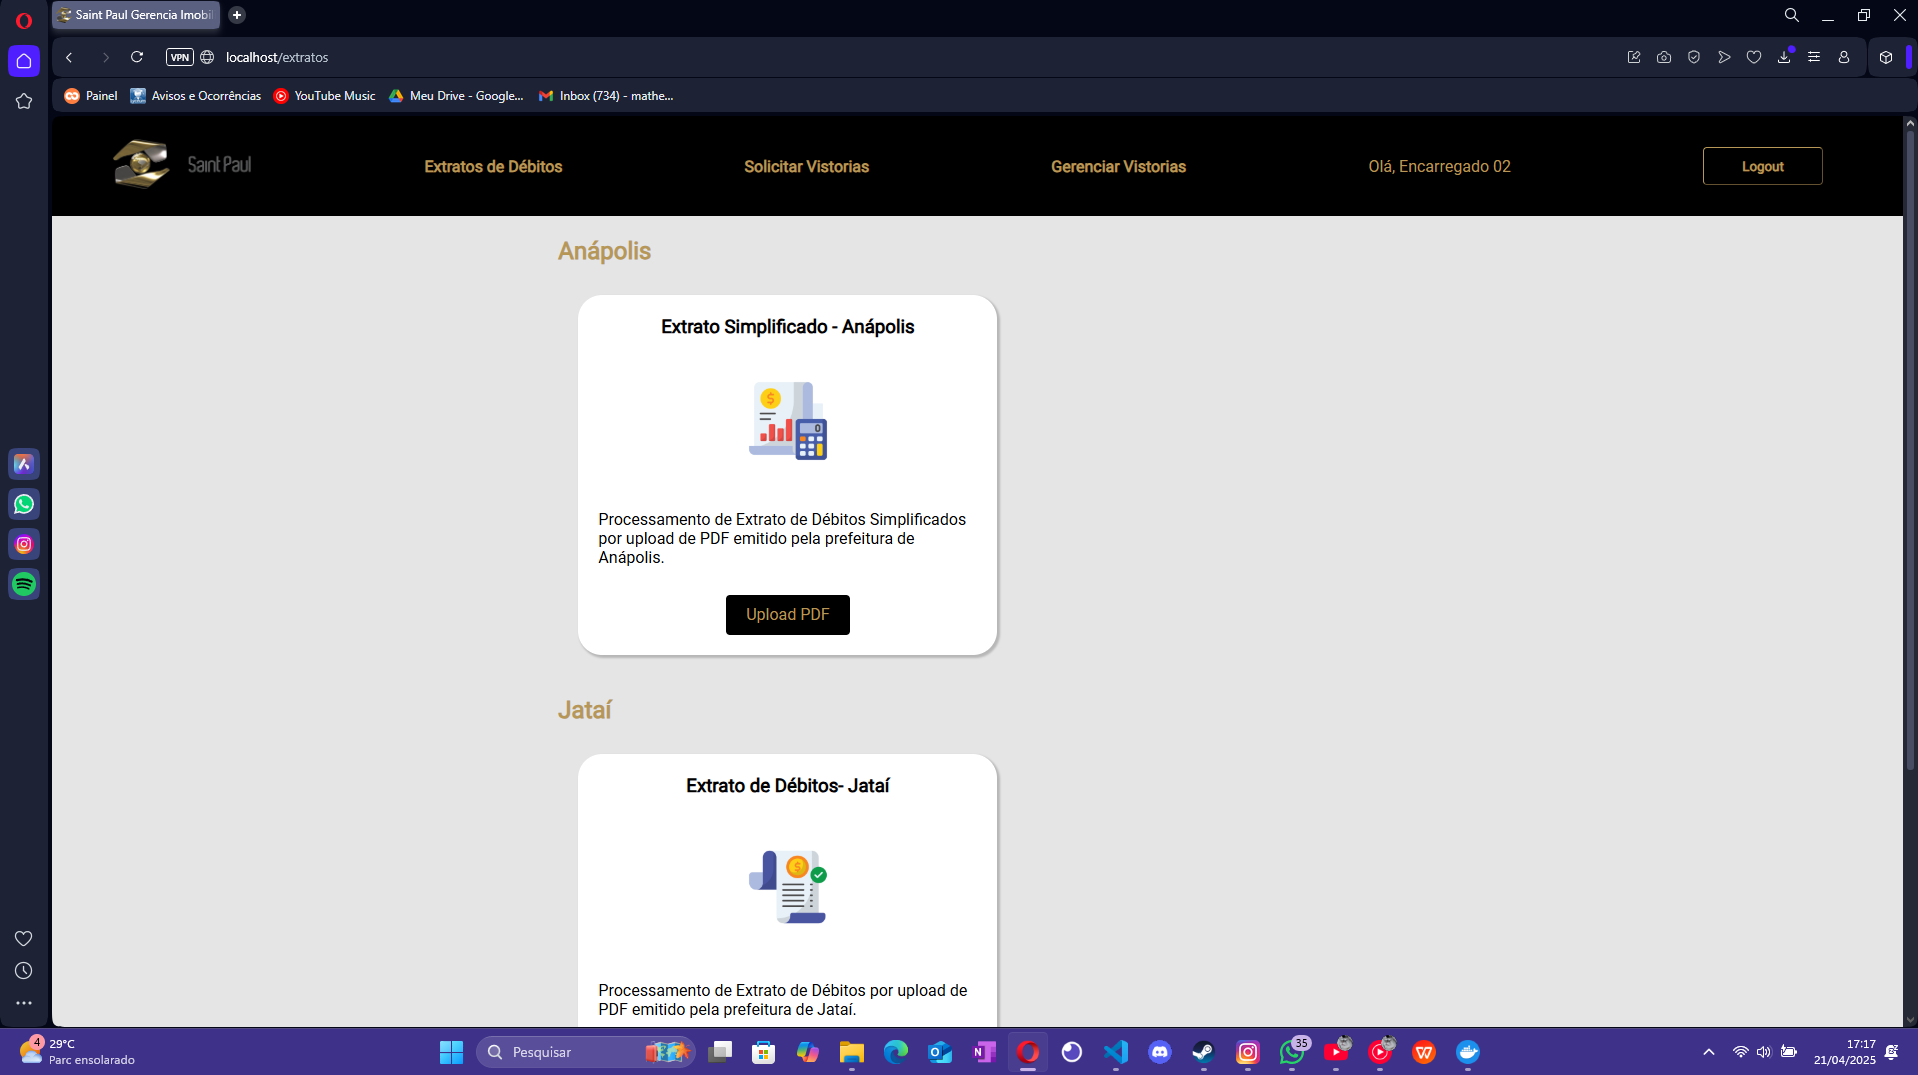 Saint Paul Gerencia Imobil
VPN
localhost/extratos
Painel
Avisos e Ocorrências
YouTube Music
Meu Drive - Google...
Inbox (734) - mathe...
Saint Paul
Extratos de Débitos
Solicitar Vistorias
Gerenciar Vistorias
Olá, Encarregado 02
Logout
Anápolis
Extrato Simplificado - Anápolis
$
0
Processamento de Extrato de Débitos Simplificados
por upload de PDF emitido pela prefeitura de
Anápolis.
Upload PDF
Jataí
Extrato de Débitos- Jataí
$
Processamento de Extrato de Débitos por upload de
PDF emitido pela prefeitura de Jataí.
4
29°C
Parc ensolarado
Pesquisar
35
17:17
21/04/2025